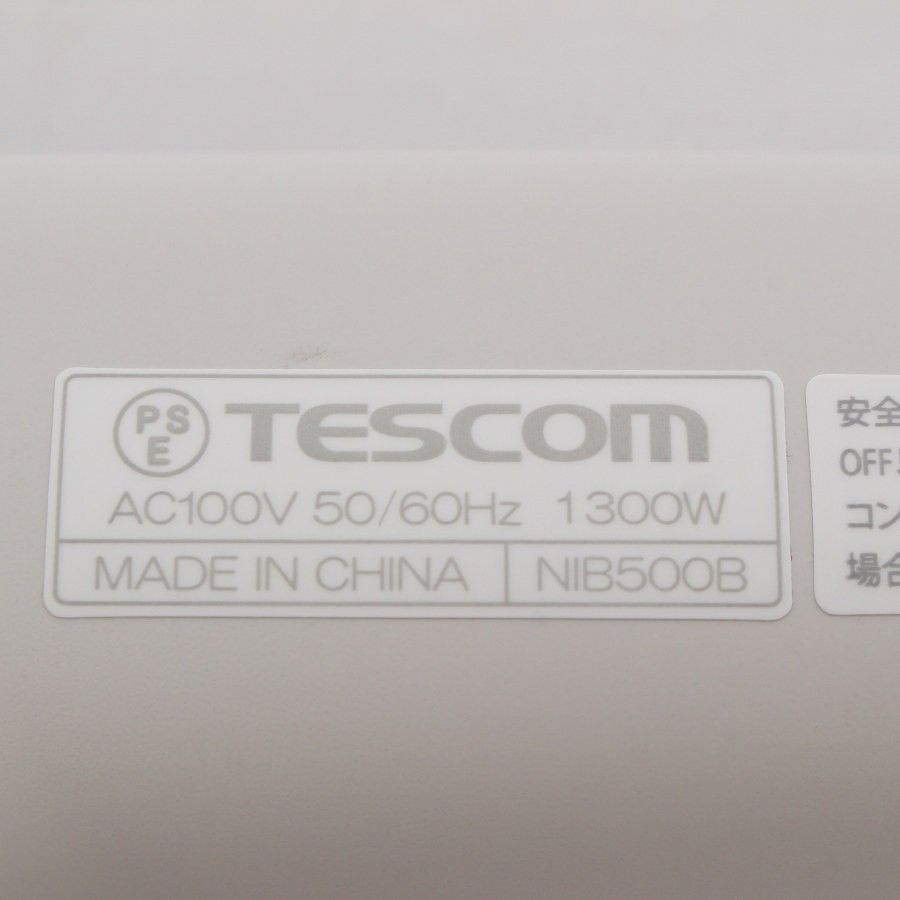 PSE TESCOM
AC100V 50/60Hz 1300W
MADE IN CHINA NIB500B
安全
OFF
コン
場合